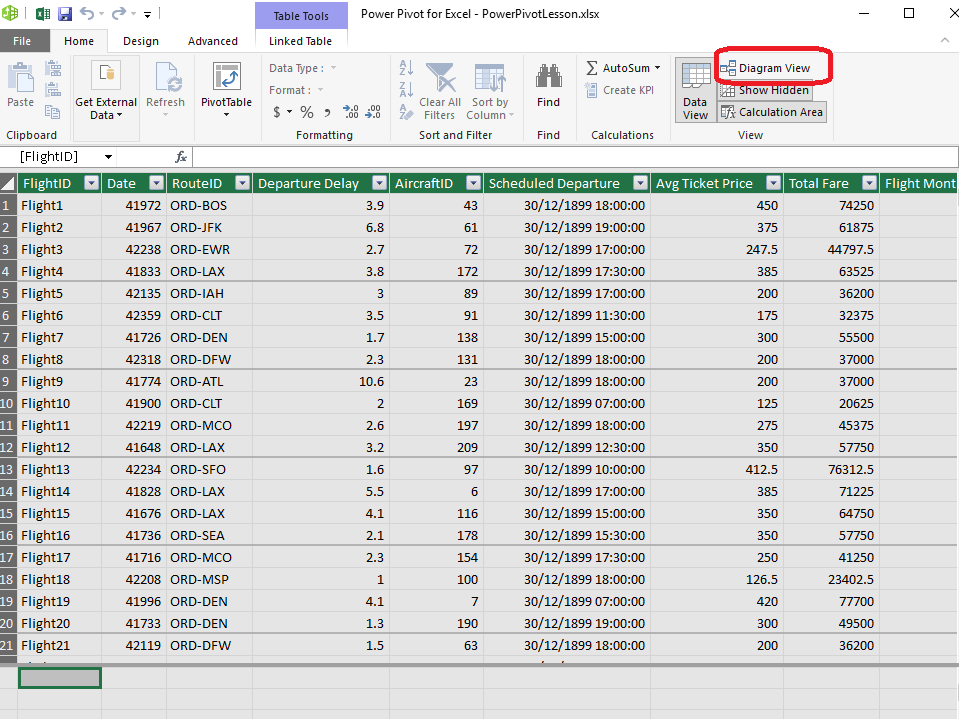 Table Tools Power Pivot for Excel - PowerPivotLesson.xlsx
File Home Design Advanced Linked Table
Paste
Clipboard
Get External Data
Refresh
PivotTable
Data Type :
Format :
$ % ,
Formatting
Clear All Filters
Sort by Column
Sort and Filter
Find
Find
AutoSum
Create KPI
Calculations
Data View
Diagram View
Show Hidden
Calculation Area
View
[FlightID] fx
FlightID Date RouteID Departure Delay AircraftID Scheduled Departure Avg Ticket Price Total Fare Flight Mont
1 Flight1 41972 ORD-BOS 3.9 43 30/12/1899 18:00:00 450 74250
2 Flight2 41967 ORD-JFK 6.8 61 30/12/1899 19:00:00 375 61875
3 Flight3 42238 ORD-EWR 2.7 72 30/12/1899 17:00:00 247.5 44797.5
4 Flight4 41833 ORD-LAX 3.8 172 30/12/1899 17:30:00 385 63525
5 Flight5 42135 ORD-IAH 3 89 30/12/1899 17:00:00 200 36200
6 Flight6 42359 ORD-CLT 3.5 91 30/12/1899 11:30:00 175 32375
7 Flight7 41726 ORD-DEN 1.7 138 30/12/1899 15:00:00 300 55500
8 Flight8 42318 ORD-DFW 2.3 131 30/12/1899 18:00:00 200 37000
9 Flight9 41774 ORD-ATL 10.6 23 30/12/1899 18:00:00 200 37000
10 Flight10 41900 ORD-CLT 2 169 30/12/1899 07:00:00 125 20625
11 Flight11 42219 ORD-MCO 2.6 197 30/12/1899 18:00:00 275 45375
12 Flight12 41648 ORD-LAX 3.2 209 30/12/1899 12:30:00 350 57750
13 Flight13 42234 ORD-SFO 1.6 97 30/12/1899 10:00:00 412.5 76312.5
14 Flight14 41828 ORD-LAX 5.5 6 30/12/1899 17:00:00 385 71225
15 Flight15 41676 ORD-LAX 4.1 116 30/12/1899 15:00:00 350 64750
16 Flight16 41736 ORD-SEA 2.1 178 30/12/1899 15:30:00 350 57750
17 Flight17 41716 ORD-MCO 2.3 154 30/12/1899 17:30:00 250 41250
18 Flight18 42208 ORD-MSP 1 100 30/12/1899 18:00:00 126.5 23402.5
19 Flight19 41996 ORD-DEN 4.1 7 30/12/1899 07:00:00 420 77700
20 Flight20 41733 ORD-DEN 1.3 190 30/12/1899 19:00:00 300 49500
21 Flight21 42119 ORD-DFW 1.5 63 30/12/1899 18:00:00 200 36200